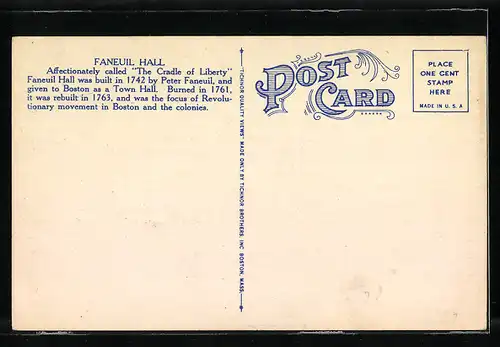 FANEUIL HALL
Affectionately called "The Cradle of Liberty"
Faneuil Hall was built in 1742 by Peter Faneuil, and
given to Boston as a Town Hall. Burned in 1761,
it was rebuilt in 1763, and was the focus of Revolu-
tionary movement in Boston and the colonies.
"TICHNOR QUALITY VIEWS" MADE ONLY BY TICHNOR BROTHERS, INC. BOSTON, MASS.
POST
CARD
PLACE
ONE CENT
STAMP
HERE
MADE IN U. S. A